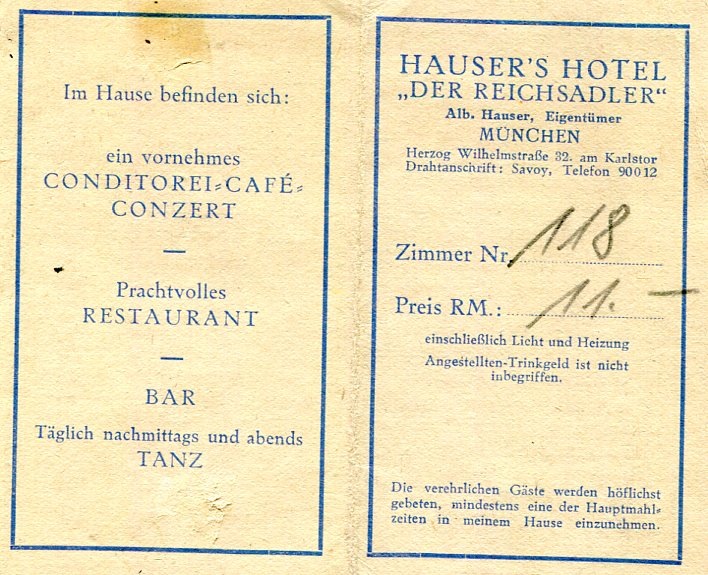 Im Hause befinden sich:
ein vornehmes
CONDITOREI-CAFÉ-
CONZERT
Prachtvolles
RESTAURANT
BAR
Täglich nachmittags und abends
TANZ
HAUSER'S HOTEL
„DER REICHSADLER“
Alb. Hauser, Eigentümer
MÜNCHEN
Herzog Wilhelmstraße 32. am Karlstor
Drahtanschrift: Savoy, Telefon 90012
Zimmer Nr. 118
Preis RM.: 11.—
einschließlich Licht und Heizung
Angestellten-Trinkgeld ist nicht
inbegriffen.
Die verehrlichen Gäste werden höflichst
gebeten, mindestens eine der Hauptmahl-
zeiten in meinem Hause einzunehmen.